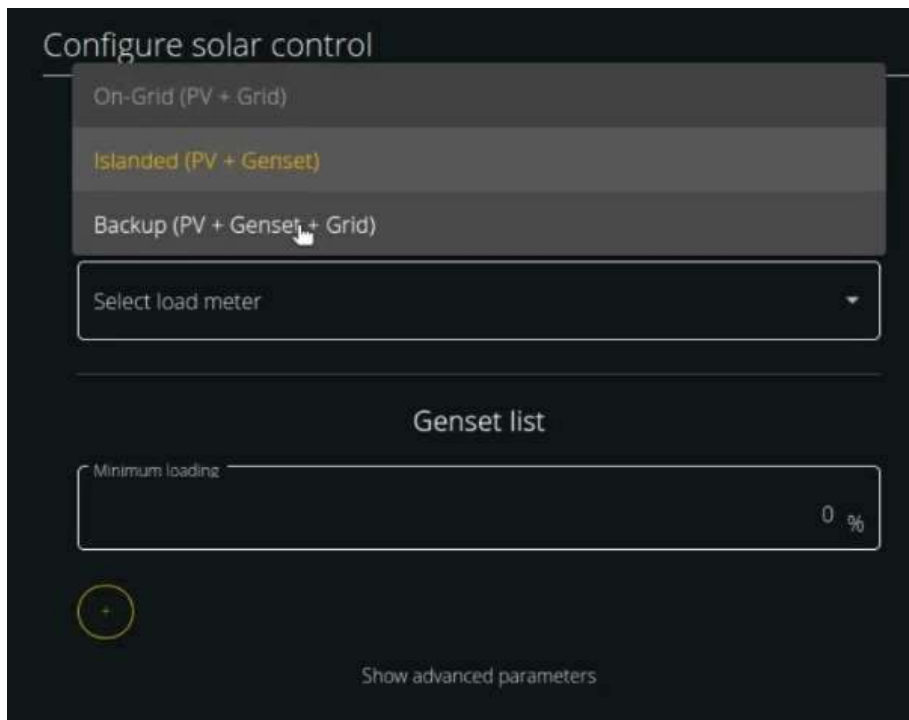 Configure solar control
On-Grid (PV + Grid)
Islanded (PV + Genset)
Backup (PV + Genset + Grid)
Select load meter
Genset list
Minimum loading
0 %
+
Show advanced parameters